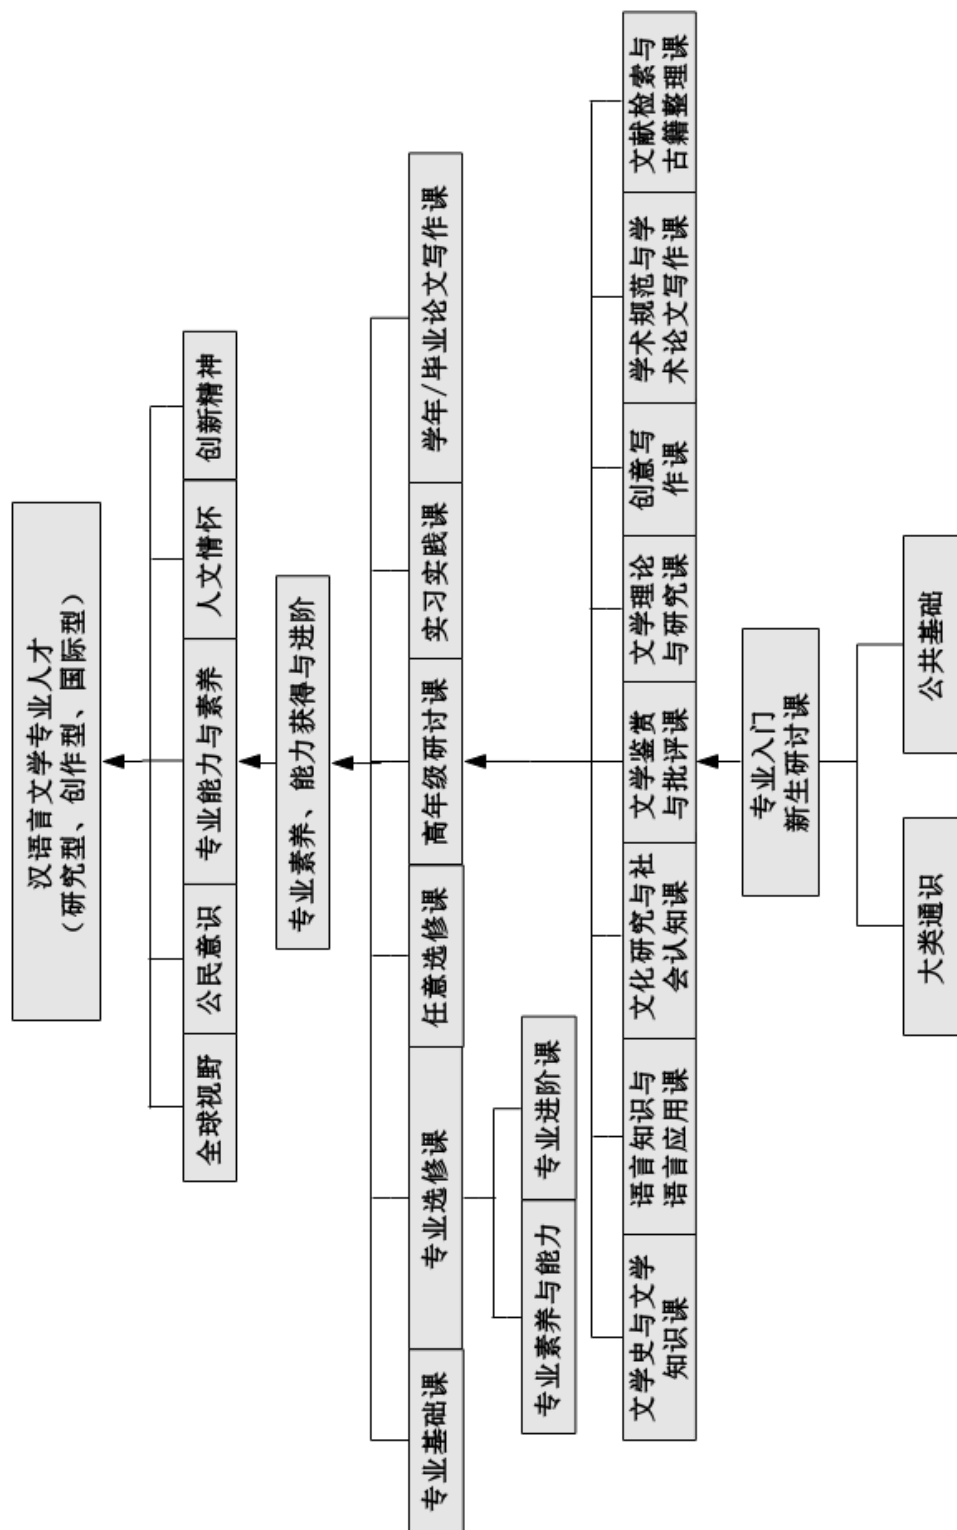 汉语言文学专业人才
（研究型、创作型、国际型）
全球视野
公民意识
专业能力与素养
人文情怀
创新精神
专业素养、能力获得与进阶
专业基础课
专业选修课
任意选修课
高年级研讨课
实习实践课
学年/毕业论文写作课
专业素养与能力
专业进阶课
文学史与文学
知识课
语言知识与
语言应用课
文化研究与社
会认知课
文学鉴赏
与批评课
文学理论
与研究课
创意写
作课
学术规范与学
术论文写作课
文献检索与
古籍整理课
专业入门
新生研讨课
大类通识
公共基础